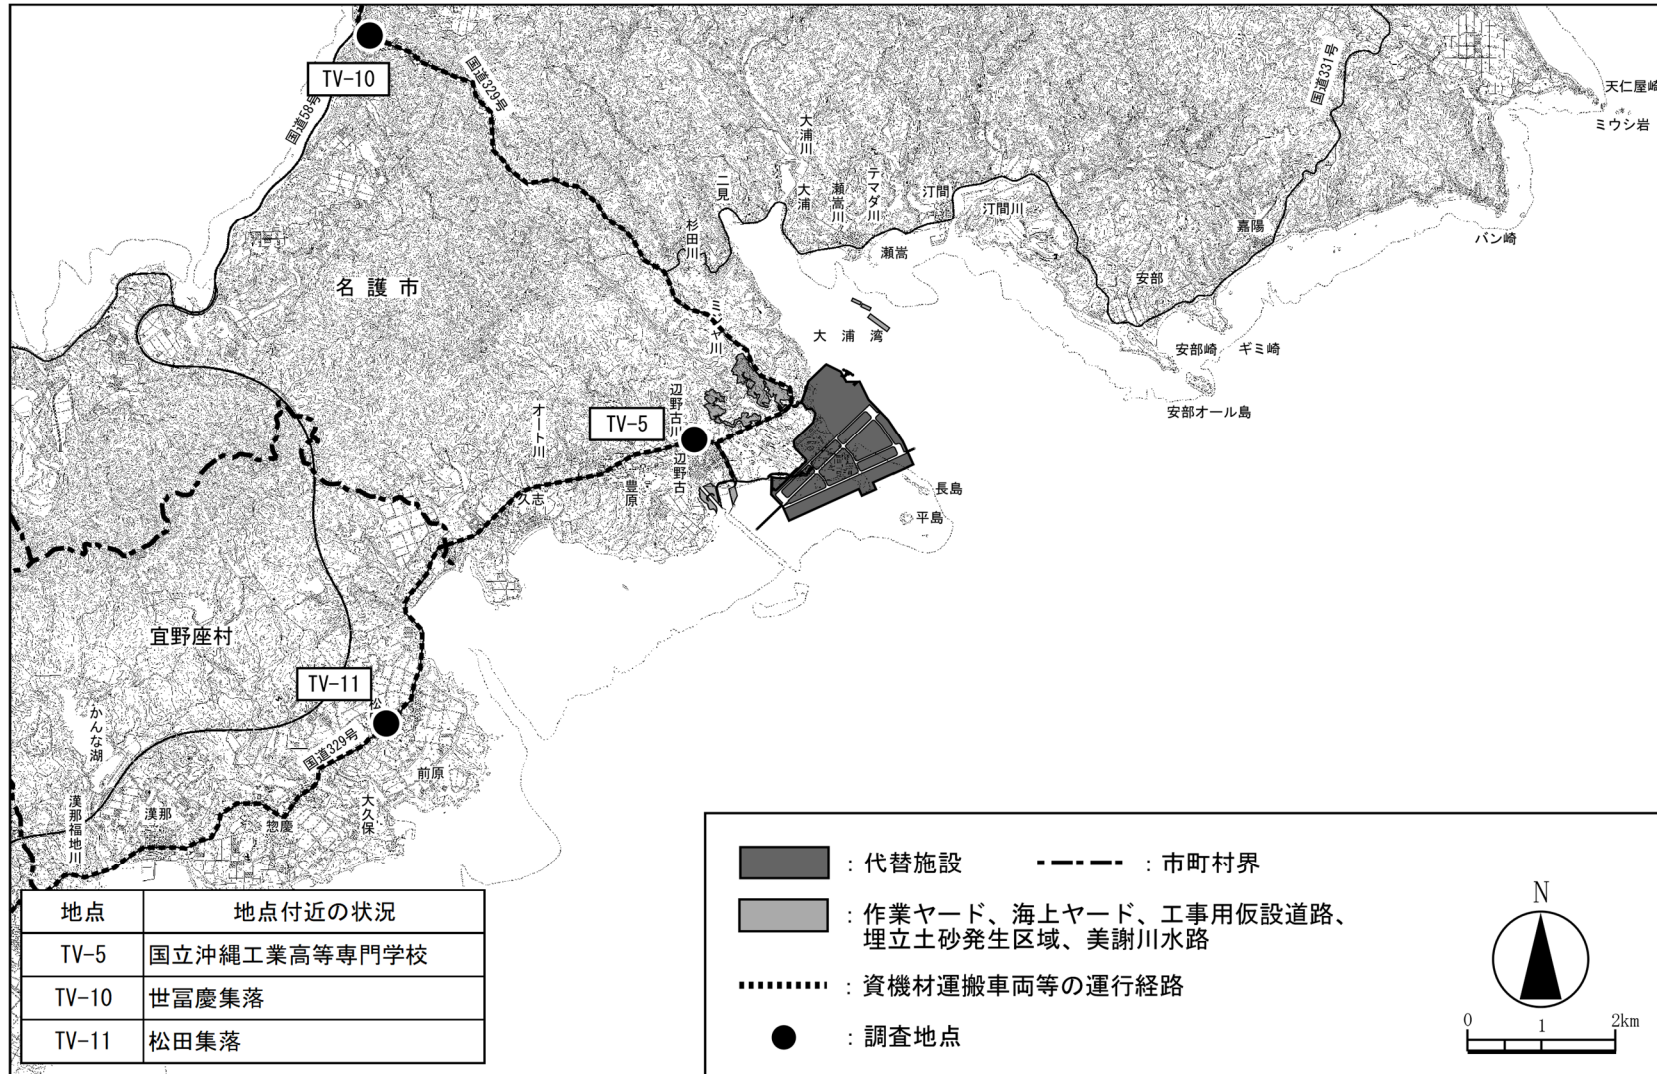 TV-10
国道58号
国道329号
国道331号
天仁屋崎
ミウシ岩
バン崎
大浦川
二見
大浦
瀬嵩川
テマダ川
汀間
汀間川
杉田川
瀬嵩
嘉陽
安部
名護市
ミジャ川
大浦湾
安部崎
ギミ崎
安部オール島
TV-5
辺野古川
辺野古
オート川
豊原
久志
長島
平島
宜野座村
TV-11
松
国道329号
かんな湖
前原
大久保
惣慶
漢那
漢那福地川
地点 地点付近の状況
TV-5 国立沖縄工業高等専門学校
TV-10 世冨慶集落
TV-11 松田集落
：代替施設
：市町村界
：作業ヤード、海上ヤード、工事用仮設道路、
埋立土砂発生区域、美謝川水路
：資機材運搬車両等の運行経路
：調査地点
N
0 1 2km